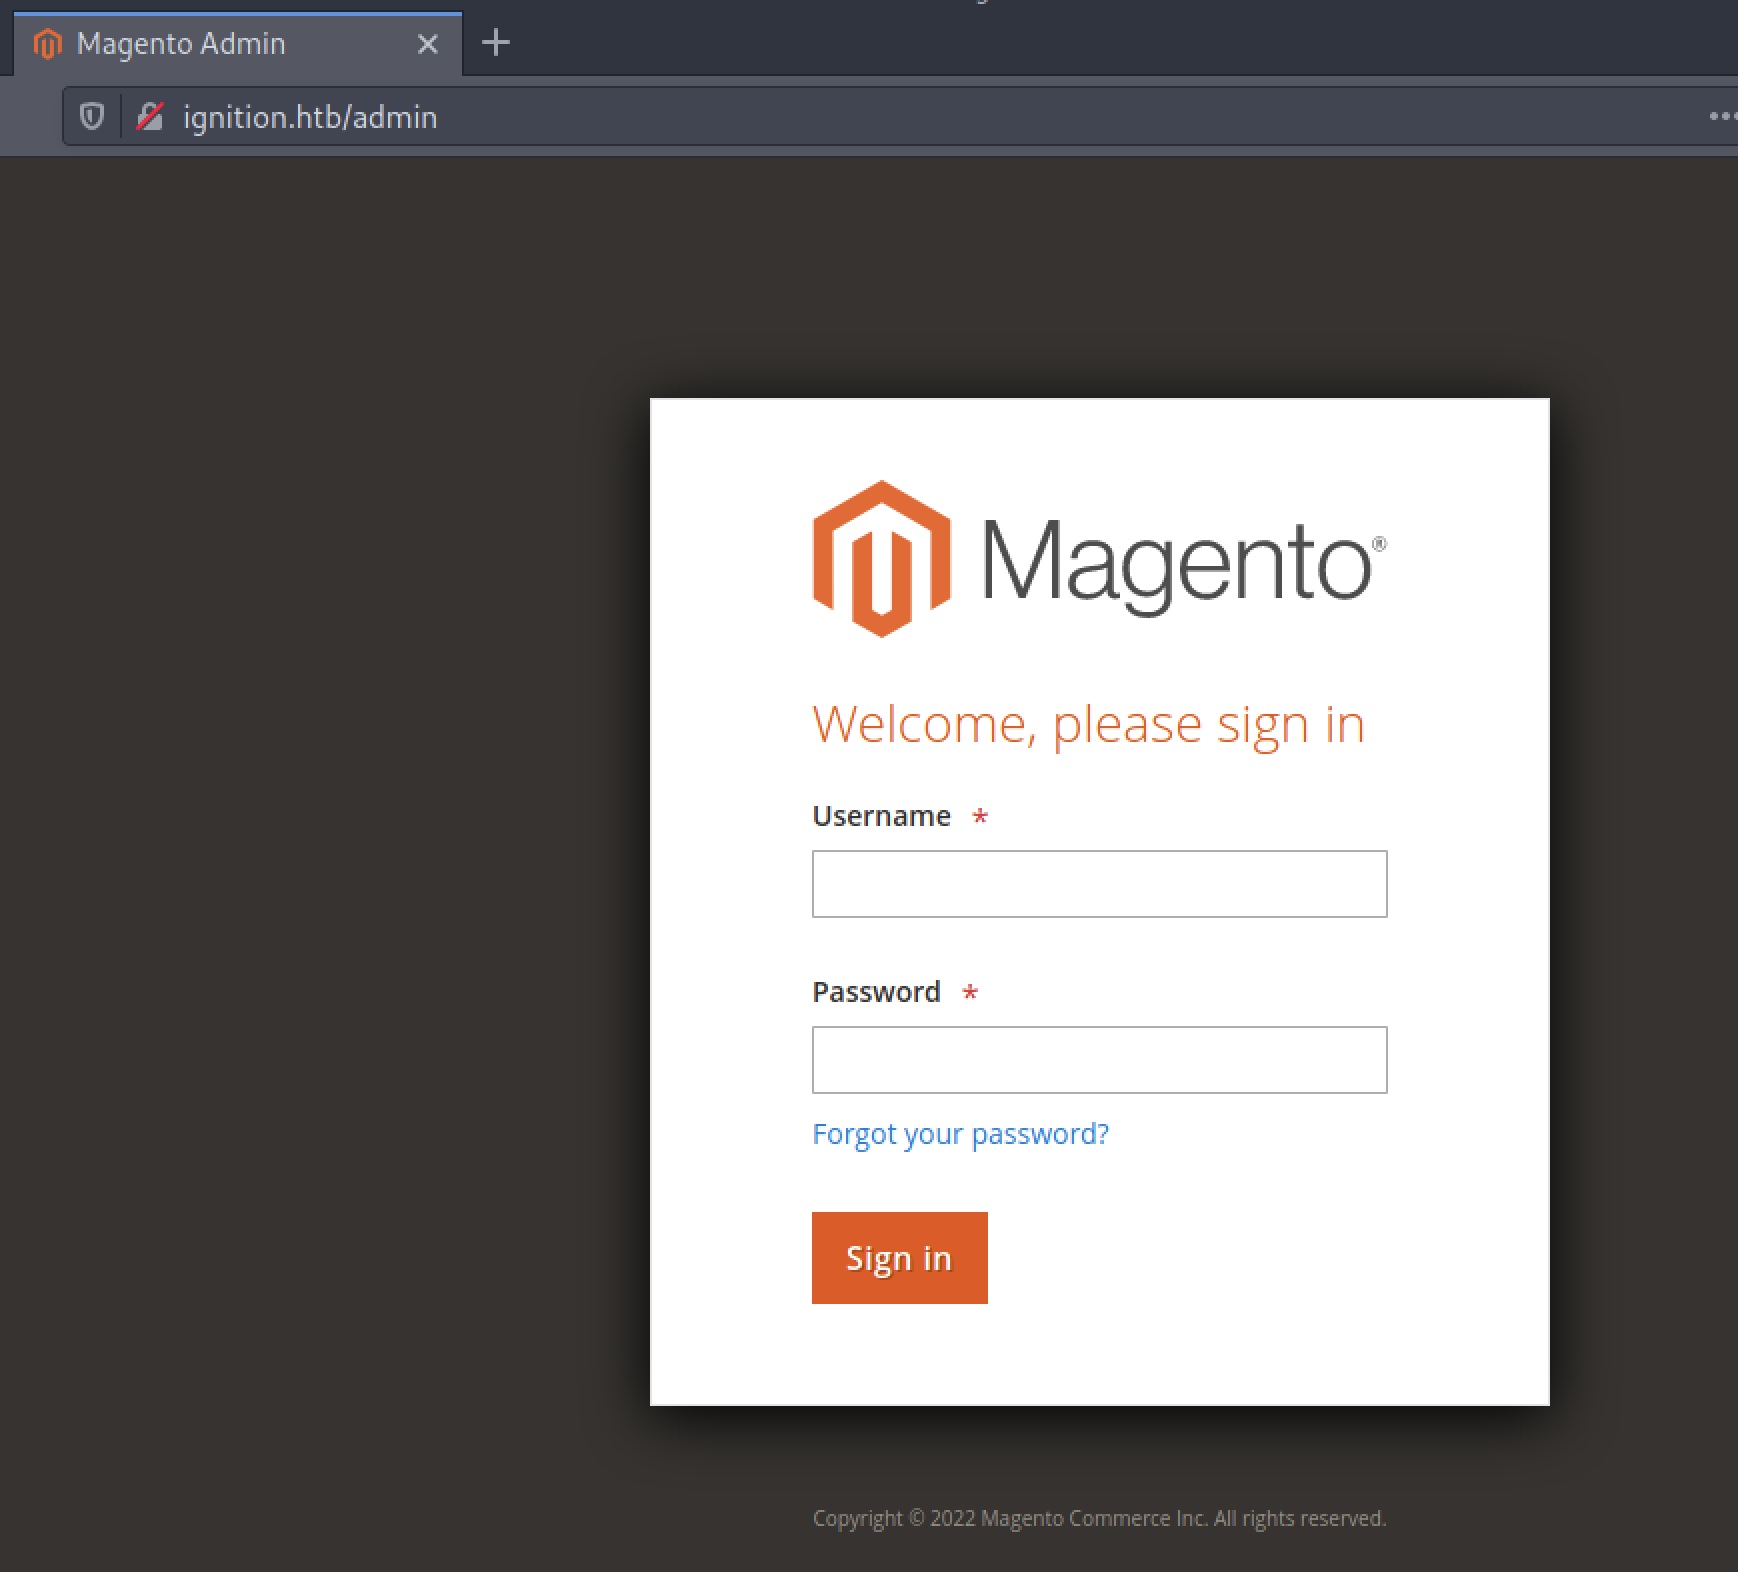 Magento Admin
ignition.htb/admin
Magento®
Welcome, please sign in
Username *
Password *
Forgot your password?
Sign in
Copyright © 2022 Magento Commerce Inc. All rights reserved.